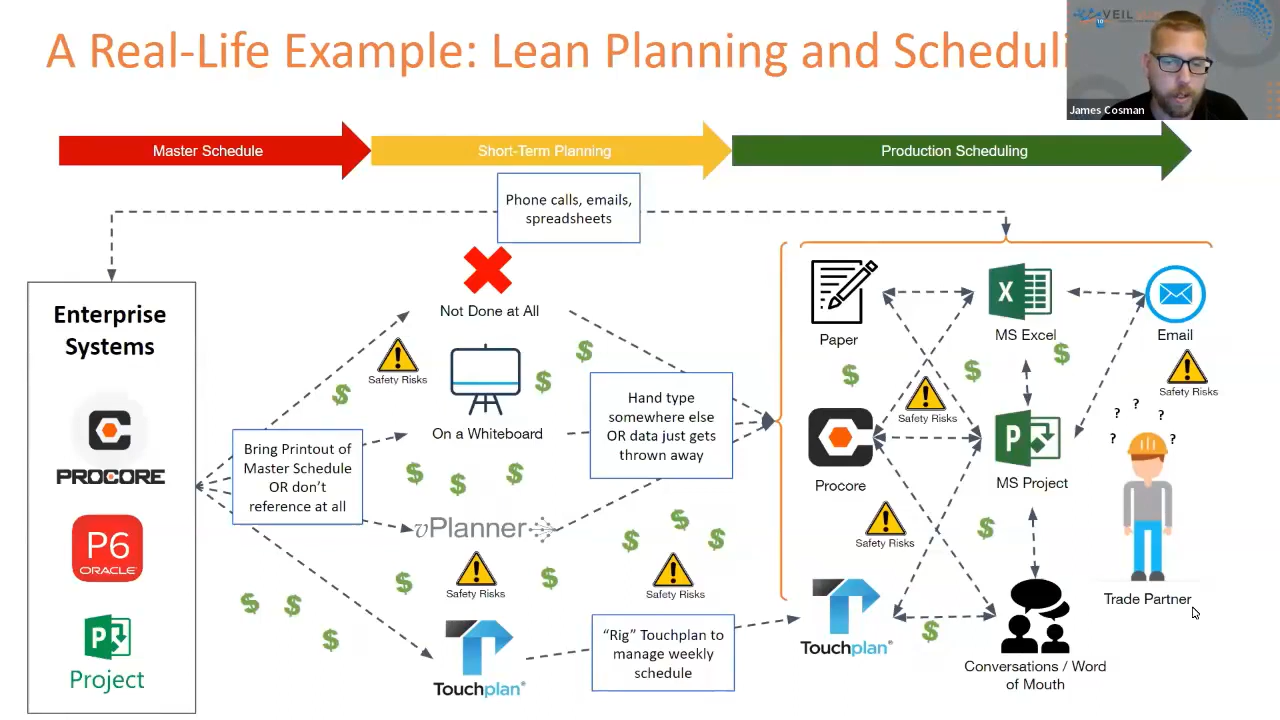 A Real-Life Example: Lean Planning and Scheduli
VEIL
James Cosman
Master Schedule
Short-Term Planning
Production Scheduling
Phone calls, emails,
spreadsheets
Enterprise
Systems
PROCORE
P6
ORACLE
P
Project
Bring Printout of
Master Schedule
OR don't
reference at all
Not Done at All
Safety Risks
$
$
$
On a Whiteboard
$
$
$
vPlanner
Safety Risks
$
$
$
$
$
Safety Risks
$
$
$
Touchplan®
Hand type
somewhere else
OR data just gets
thrown away
"Rig" Touchplan to
manage weekly
schedule
Paper
X
MS Excel
Email
$
$
$
Safety Risks
Safety Risks
Procore
P
MS Project
? ? ? ? ?
Safety Risks
$
Trade Partner
Touchplan®
$
Conversations / Word
of Mouth